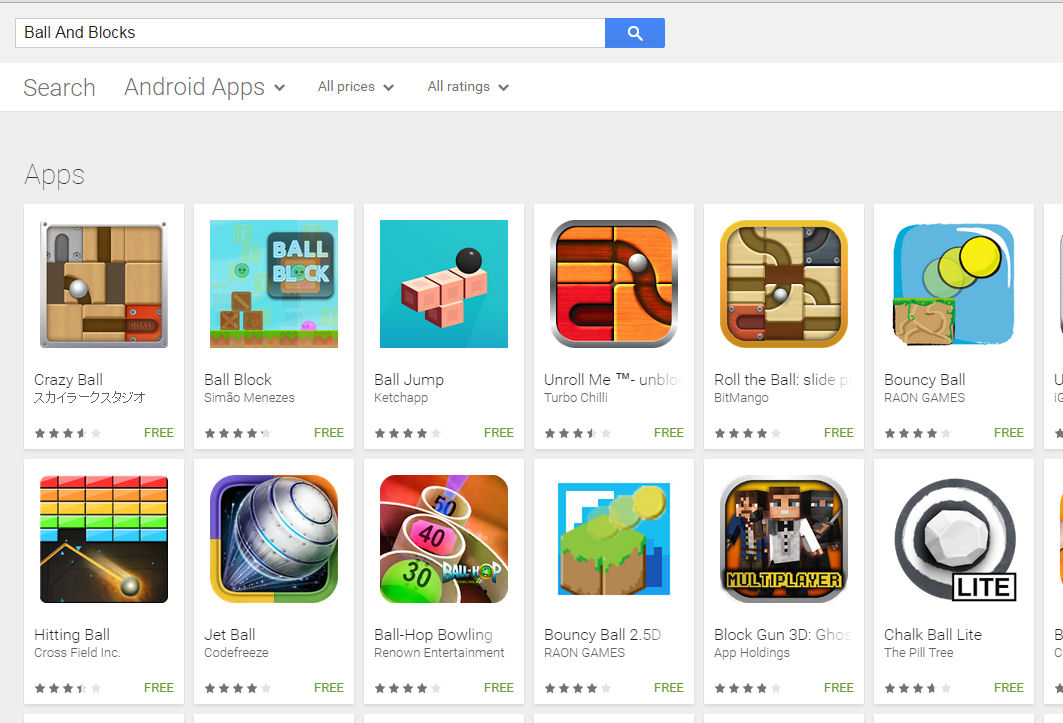 Ball And Blocks
Search Android Apps All prices All ratings
Apps
GOAL
BALL
BLOCK
Crazy Ball
スカイラークスタジオ
FREE
Ball Block
Simão Menezes
FREE
Ball Jump
Ketchapp
FREE
Unroll Me ™- unbloc
Turbo Chilli
FREE
Roll the Ball: slide pu
BitMango
FREE
Bouncy Ball
RAON GAMES
FREE
50
40
30
BALL-HOP
MULTIPLAYER
LITE
Hitting Ball
Cross Field Inc.
FREE
Jet Ball
Codefreeze
FREE
Ball-Hop Bowling
Renown Entertainment
FREE
Bouncy Ball 2.5D
RAON GAMES
FREE
Block Gun 3D: Ghos
App Holdings
FREE
Chalk Ball Lite
The Pill Tree
FREE